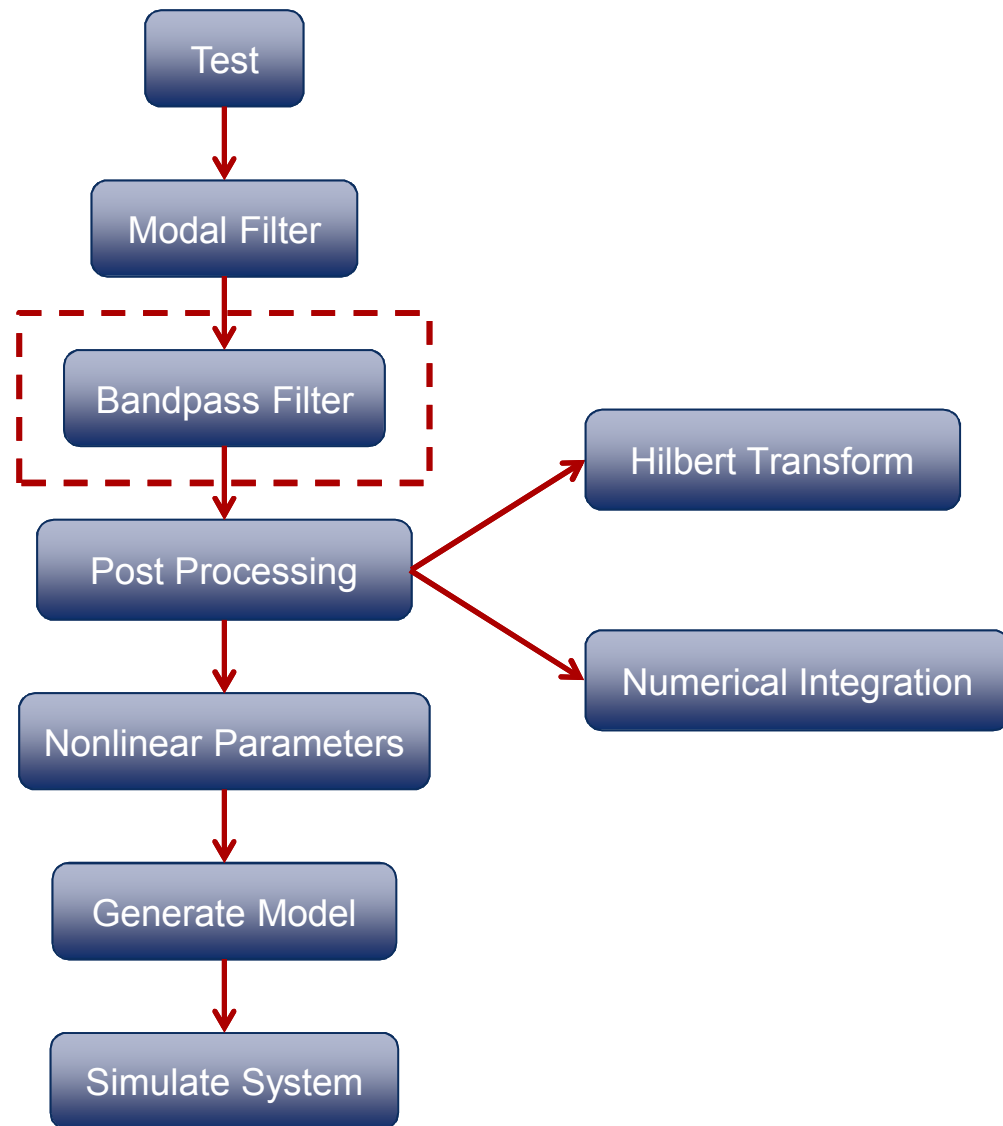 Test
Modal Filter
Bandpass Filter
Hilbert Transform
Post Processing
Numerical Integration
Nonlinear Parameters
Generate Model
Simulate System